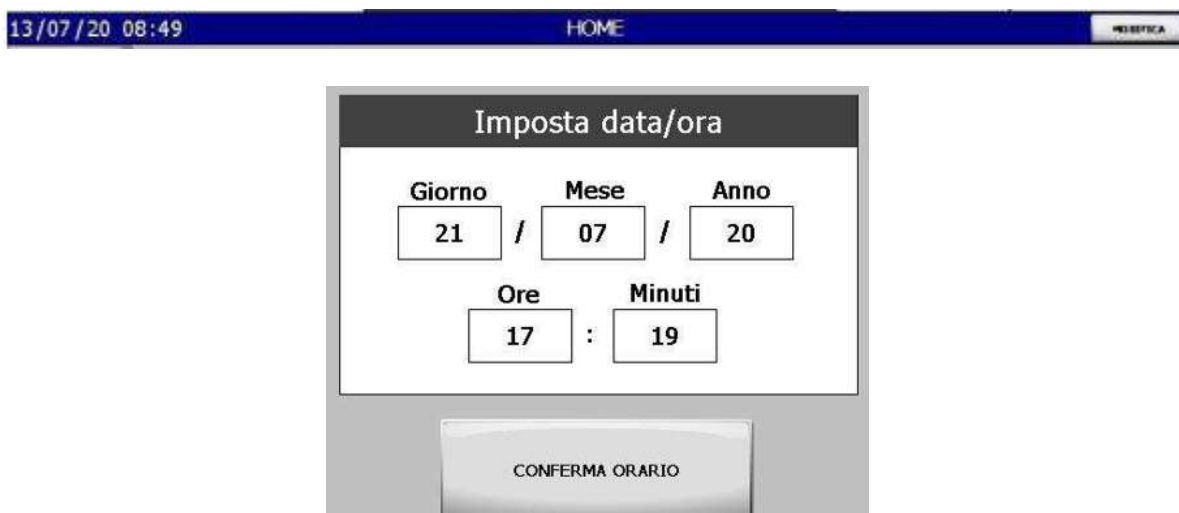 13/07/20 08:49 HOME
Imposta data/ora
Giorno Mese Anno
21 / 07 / 20
Ore Minuti
17 : 19
CONFERMA ORARIO